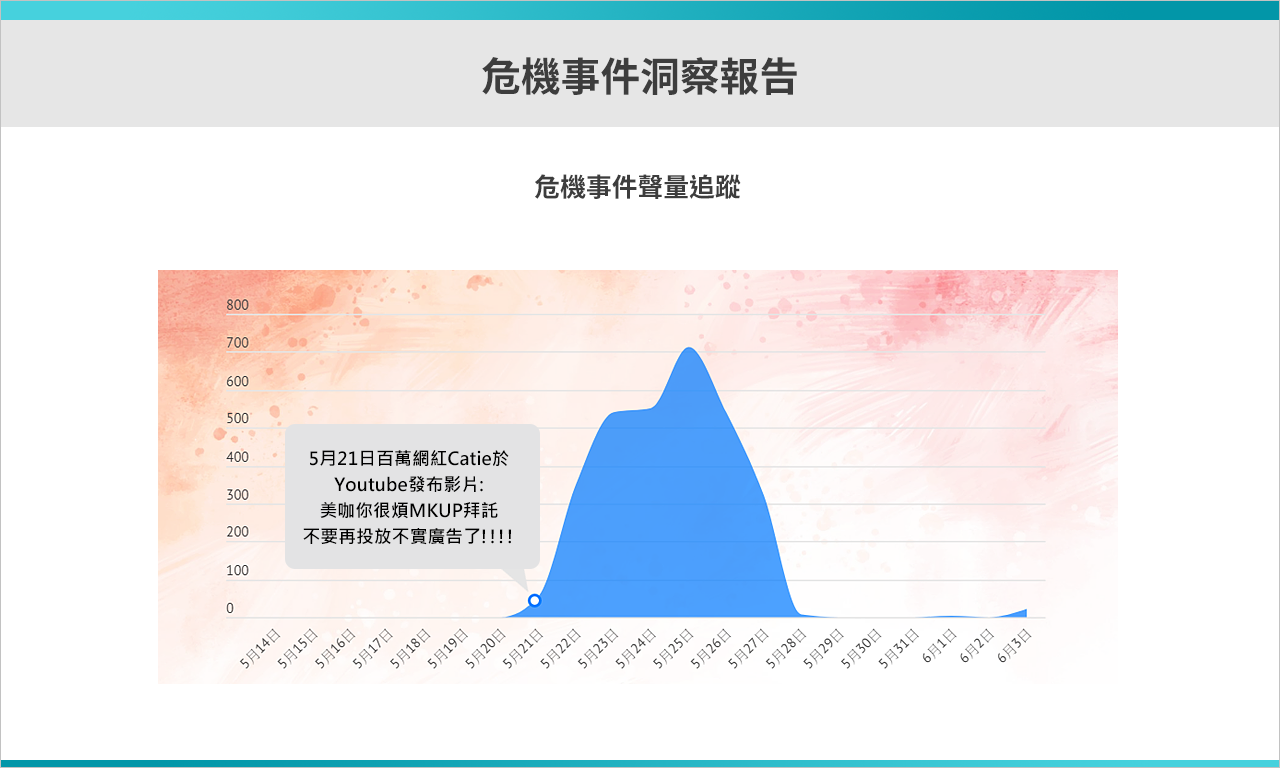 危機事件洞察報告
危機事件聲量追蹤
800
700
600
500
400
300
200
100
0
5月21日百萬網紅Catie於
Youtube發布影片:
美咖你很煩MKUP拜託
不要再投放不實廣告了!!!!
5月14日
5月15日
5月16日
5月17日
5月18日
5月19日
5月20日
5月21日
5月22日
5月23日
5月24日
5月25日
5月26日
5月27日
5月28日
5月29日
5月30日
5月31日
6月1日
6月2日
6月3日